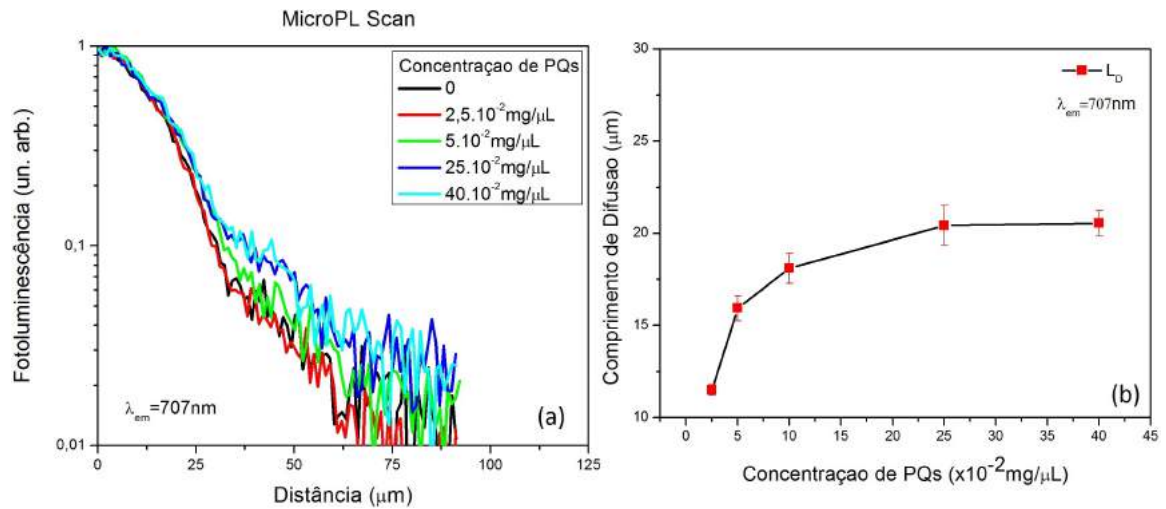 MicroPL Scan
Fotoluminescência (un. arb.)
1
0,1
0,01
Concentraçao de PQs
0
2,5.10⁻²mg/μL
5.10⁻²mg/μL
25.10⁻²mg/μL
40.10⁻²mg/μL
λem=707nm
(a)
0 25 50 75 100 125
Distância (μm)
Comprimento de Difusao (μm)
30
25
20
15
10
L_D
λem=707nm
(b)
0 5 10 15 20 25 30 35 40 45
Concentraçao de PQs (x10⁻²mg/μL)